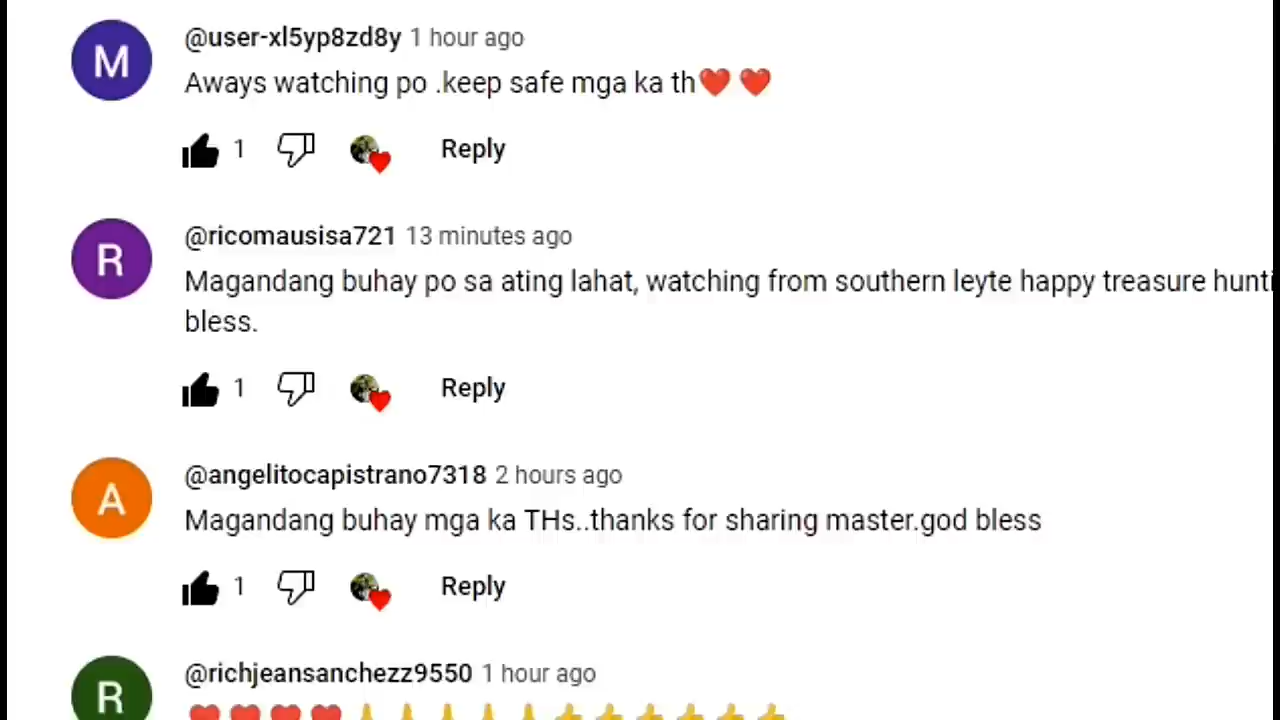 M
@user-xl5yp8zd8y 1 hour ago
Aways watching po .keep safe mga ka th❤️ ❤️
1 Reply
R
@ricomausisa721 13 minutes ago
Magandang buhay po sa ating lahat, watching from southern leyte happy treasure hunti
bless.
1 Reply
A
@angelitocapistrano7318 2 hours ago
Magandang buhay mga ka THs..thanks for sharing master.god bless
1 Reply
R
@richjeansanchezz9550 1 hour ago